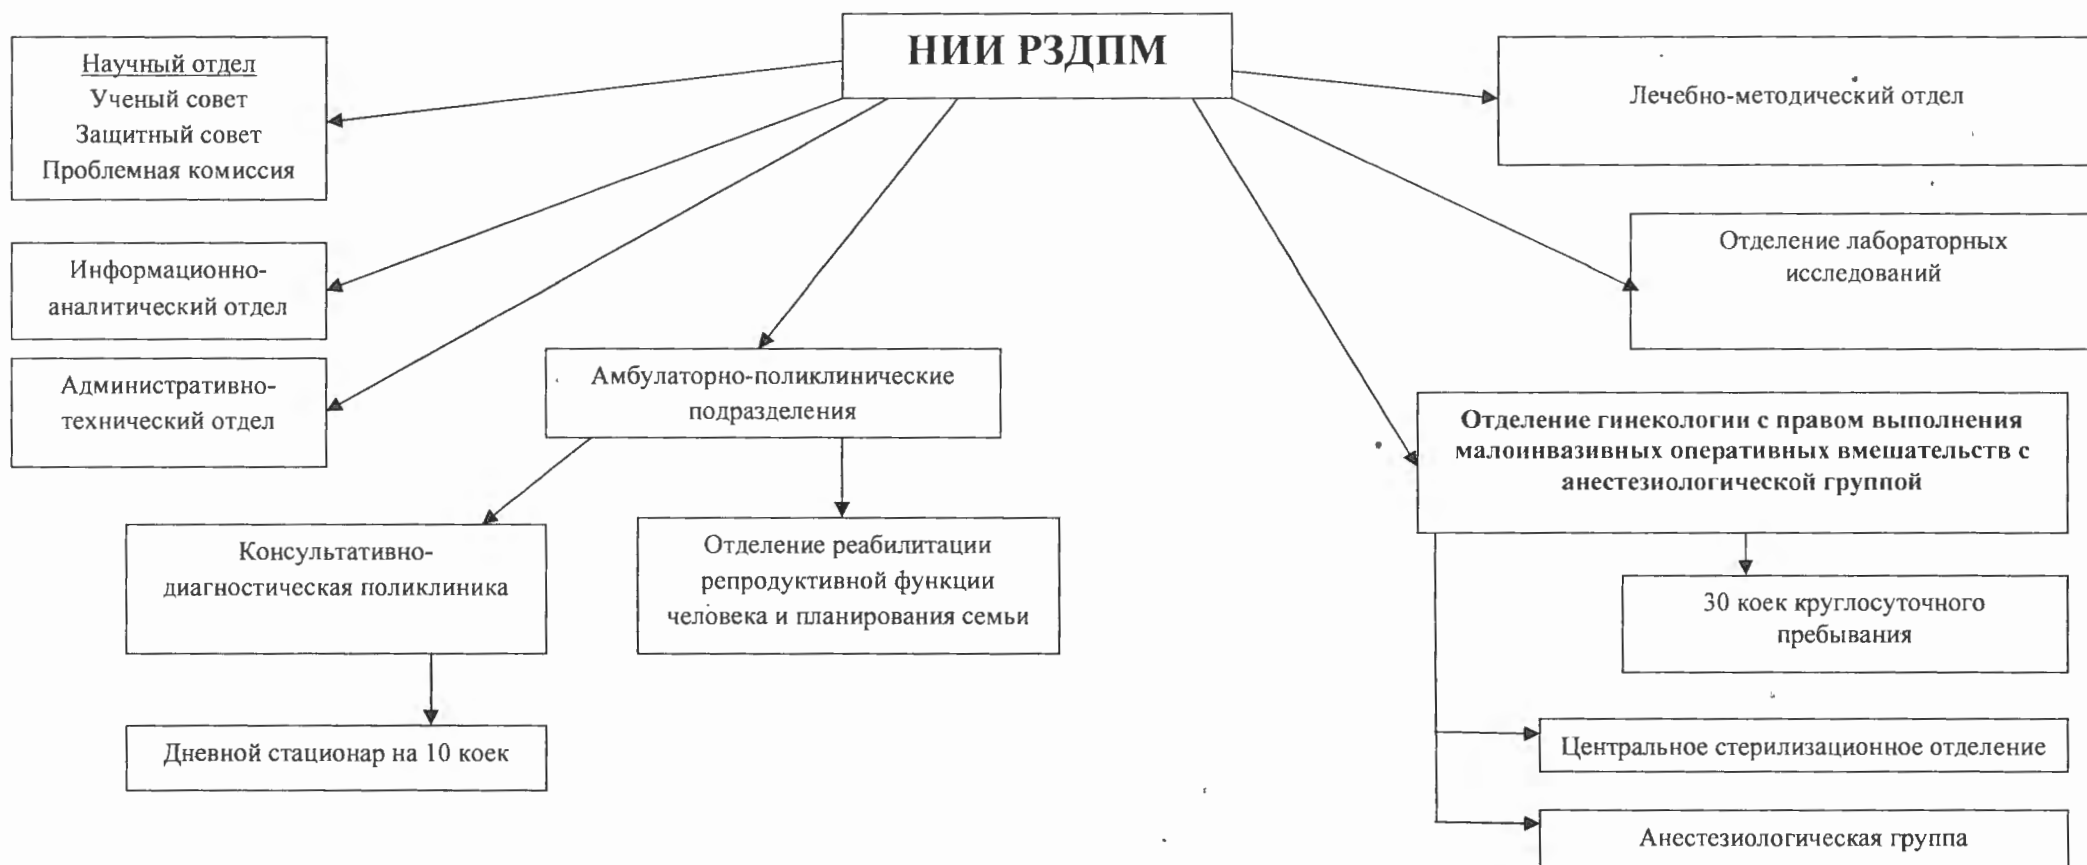 НИИ РЗДПМ
Научный отдел
Ученый совет
Защитный совет
Проблемная комиссия
Лечебно-методический отдел
Информационно-
аналитический отдел
Отделение лабораторных
исследований
Административно-
технический отдел
Амбулаторно-поликлинические
подразделения
Отделение гинекологии с правом выполнения
малоинвазивных оперативных вмешательств с
анестезиологической группой
Консультативно-
диагностическая поликлиника
Отделение реабилитации
репродуктивной функции
человека и планирования семьи
30 коек круглосуточного
пребывания
Дневной стационар на 10 коек
Центральное стерилизационное отделение
Анестезиологическая группа